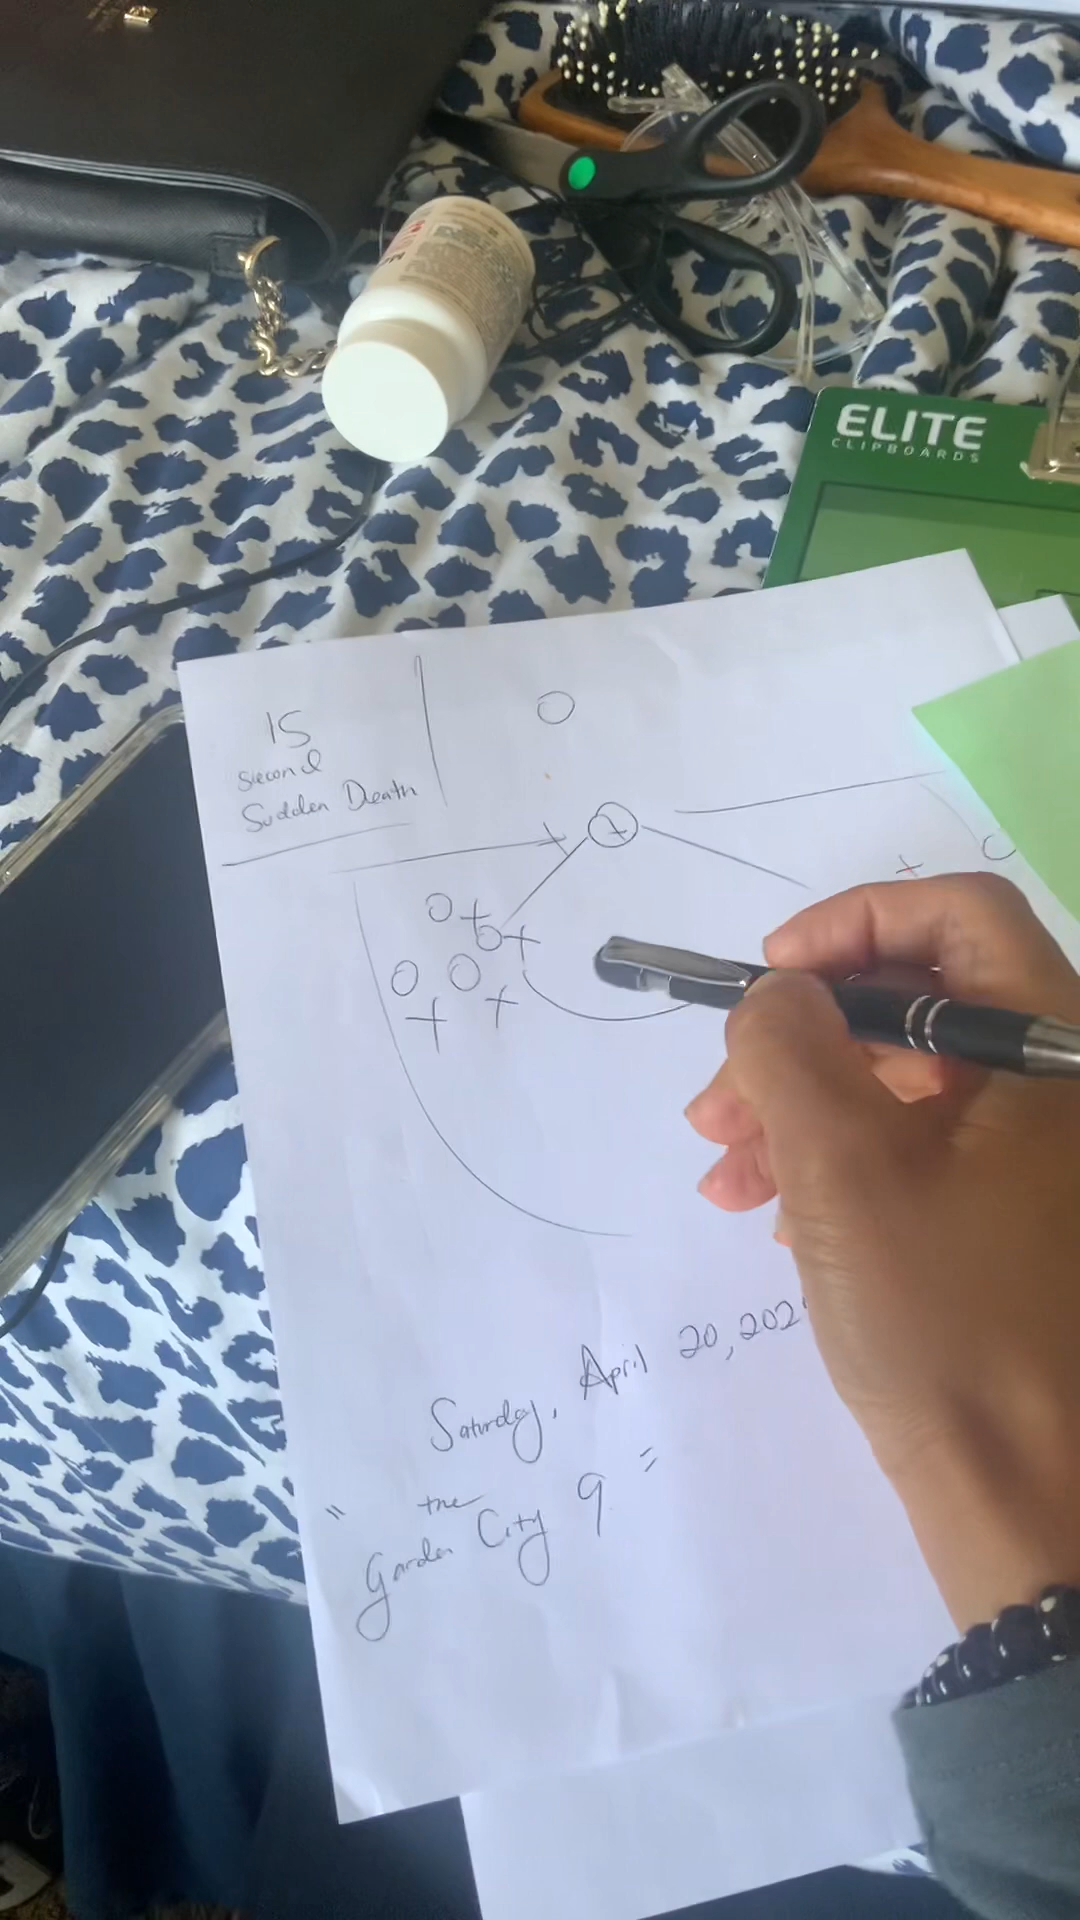 ELITE
CLIPBOARDS
15
Second
Sudden Death
Saturday, April 20, 202
" the
Garden City 9 "